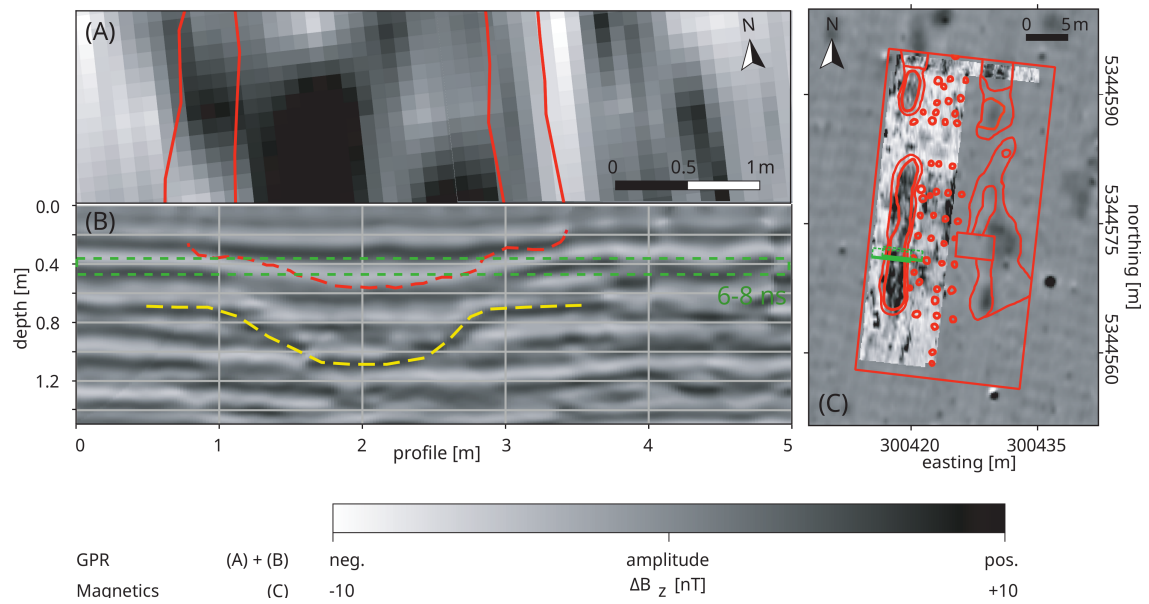 (A)
N
0 0.5 1m
0.0
0.4
0.8
1.2
depth [m]
(B)
6-8 ns
0 1 2 3 4 5
profile [m]
N
0 5m
5344590
5344575
5344560
northing [m]
(C)
300420 300435
easting [m]
GPR (A) + (B) neg. amplitude pos.
Magnetics (C) -10 ΔB z [nT] +10